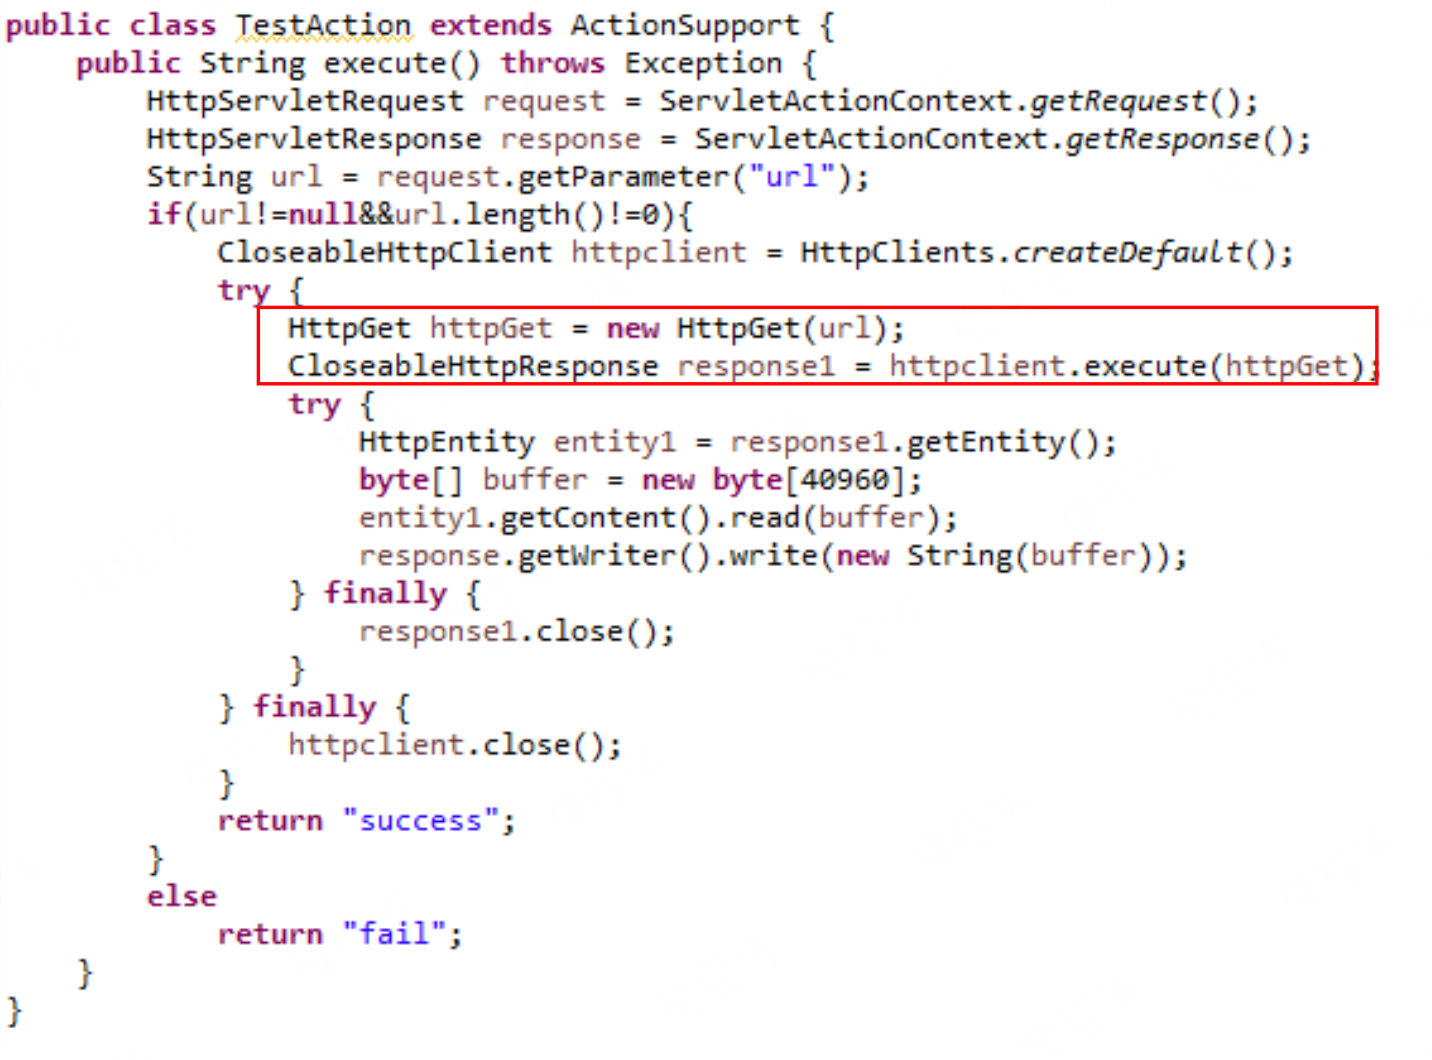 public class TestAction extends ActionSupport {
    public String execute() throws Exception {
        HttpServletRequest request = ServletActionContext.getRequest();
        HttpServletResponse response = ServletActionContext.getResponse();
        String url = request.getParameter("url");
        if(url!=null&&url.length()!=0){
            CloseableHttpClient httpclient = HttpClients.createDefault();
            try {
                HttpGet httpGet = new HttpGet(url);
                CloseableHttpResponse response1 = httpclient.execute(httpGet);
                try {
                    HttpEntity entity1 = response1.getEntity();
                    byte[] buffer = new byte[40960];
                    entity1.getContent().read(buffer);
                    response.getWriter().write(new String(buffer));
                } finally {
                    response1.close();
                }
            } finally {
                httpclient.close();
            }
            return "success";
        }
        else
            return "fail";
    }
}